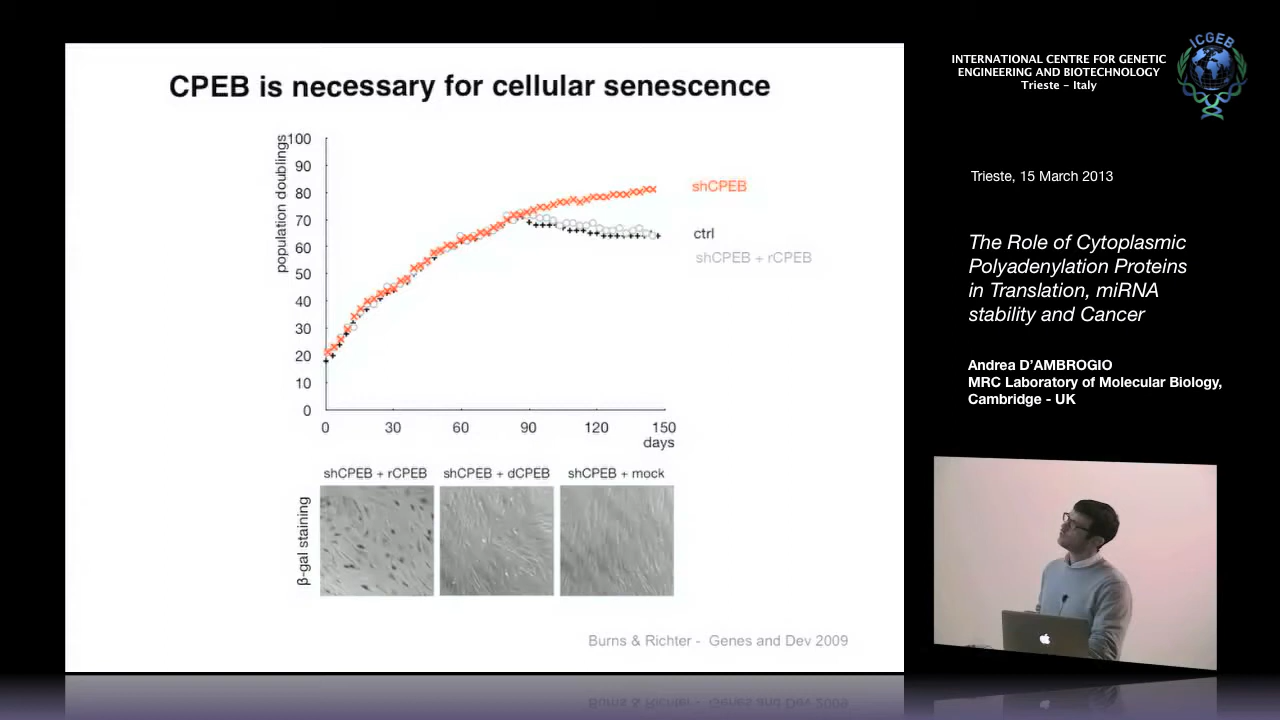 CPEB is necessary for cellular senescence
population doublings
100
90
80
70
60
50
40
30
20
10
0
0 30 60 90 120 150
days
shCPEB
ctrl
shCPEB + rCPEB
shCPEB + rCPEB shCPEB + dCPEB shCPEB + mock
β-gal staining
Burns & Richter - Genes and Dev 2009
INTERNATIONAL CENTRE FOR GENETIC
ENGINEERING AND BIOTECHNOLOGY
Trieste - Italy
ICGEB
Trieste, 15 March 2013
The Role of Cytoplasmic
Polyadenylation Proteins
in Translation, miRNA
stability and Cancer
Andrea D'AMBROGIO
MRC Laboratory of Molecular Biology,
Cambridge - UK